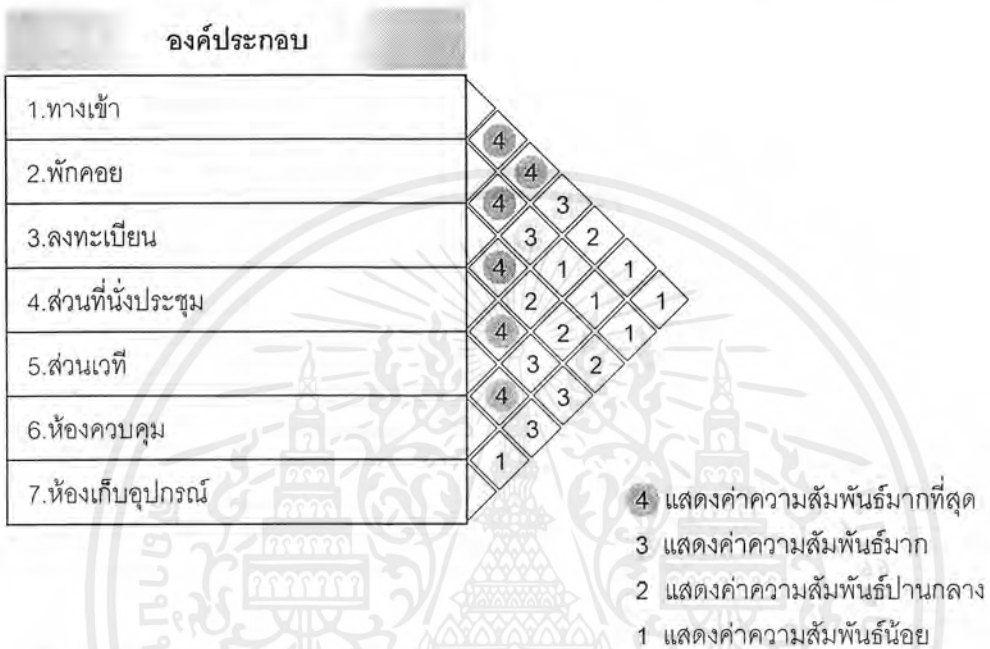 องค์ประกอบ
1.ทางเข้า
4
2.พักคอย 4
4 3
3.ลงทะเบียน 3 2
4 1 1
4.ส่วนที่นั่งประชุม 2 1 1
4 2 1
5.ส่วนเวที 3 2
4 3
6.ห้องควบคุม 3
1
7.ห้องเก็บอุปกรณ์
4 แสดงค่าความสัมพันธ์มากที่สุด
3 แสดงค่าความสัมพันธ์มาก
2 แสดงค่าความสัมพันธ์ปานกลาง
1 แสดงค่าความสัมพันธ์น้อย